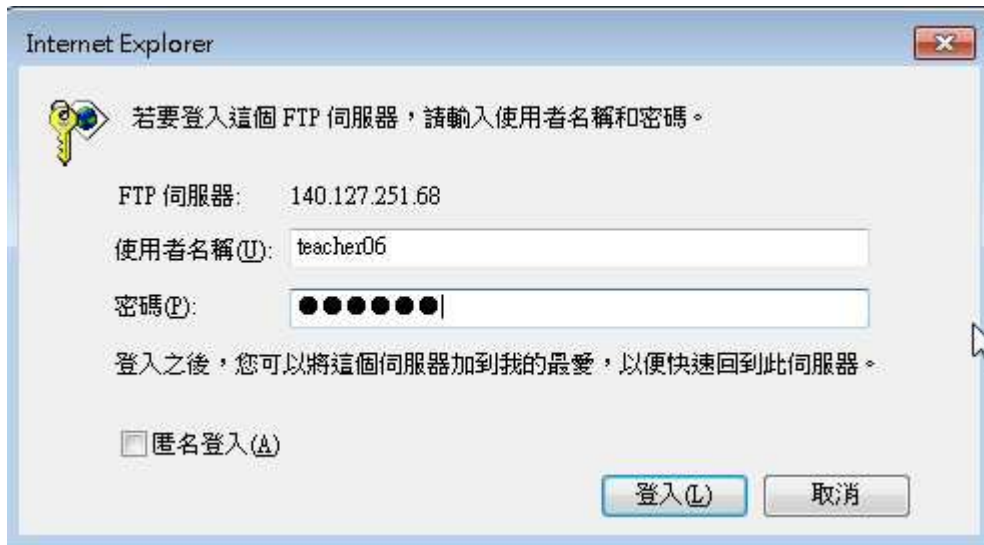 Internet Explorer
若要登入這個 FTP 伺服器，請輸入使用者名稱和密碼。
FTP 伺服器: 140.127.251.68
使用者名稱(U): teacher06
密碼(P): ●●●●●●
登入之後，您可以將這個伺服器加到我的最愛，以便快速回到此伺服器。
匿名登入(A)
登入(L) 取消